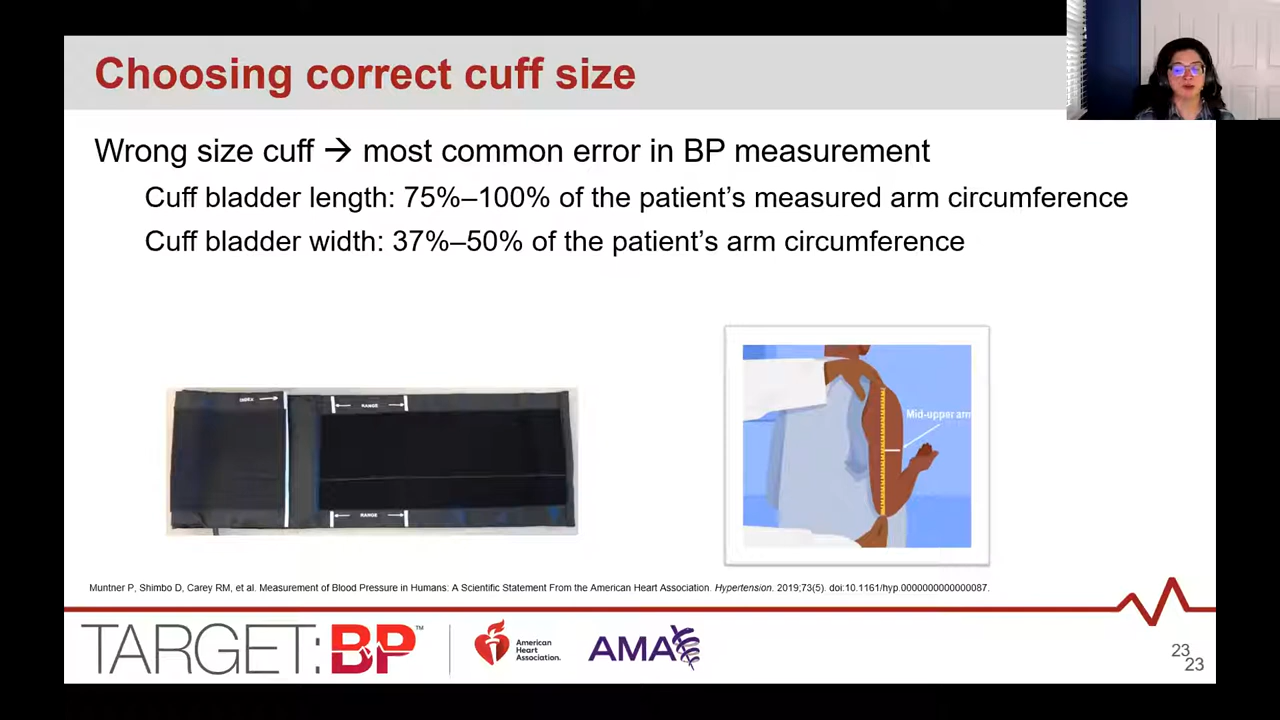 Choosing correct cuff size
Wrong size cuff → most common error in BP measurement
Cuff bladder length: 75%–100% of the patient’s measured arm circumference
Cuff bladder width: 37%–50% of the patient’s arm circumference
INDEX
RANGE
RANGE
Mid-upper arm
Muntner P, Shimbo D, Carey RM, et al. Measurement of Blood Pressure in Humans: A Scientific Statement From the American Heart Association. Hypertension. 2019;73(5). doi:10.1161/hyp.0000000000000087.
TARGET:BP™
American
Heart
Association.
AMA
23
23